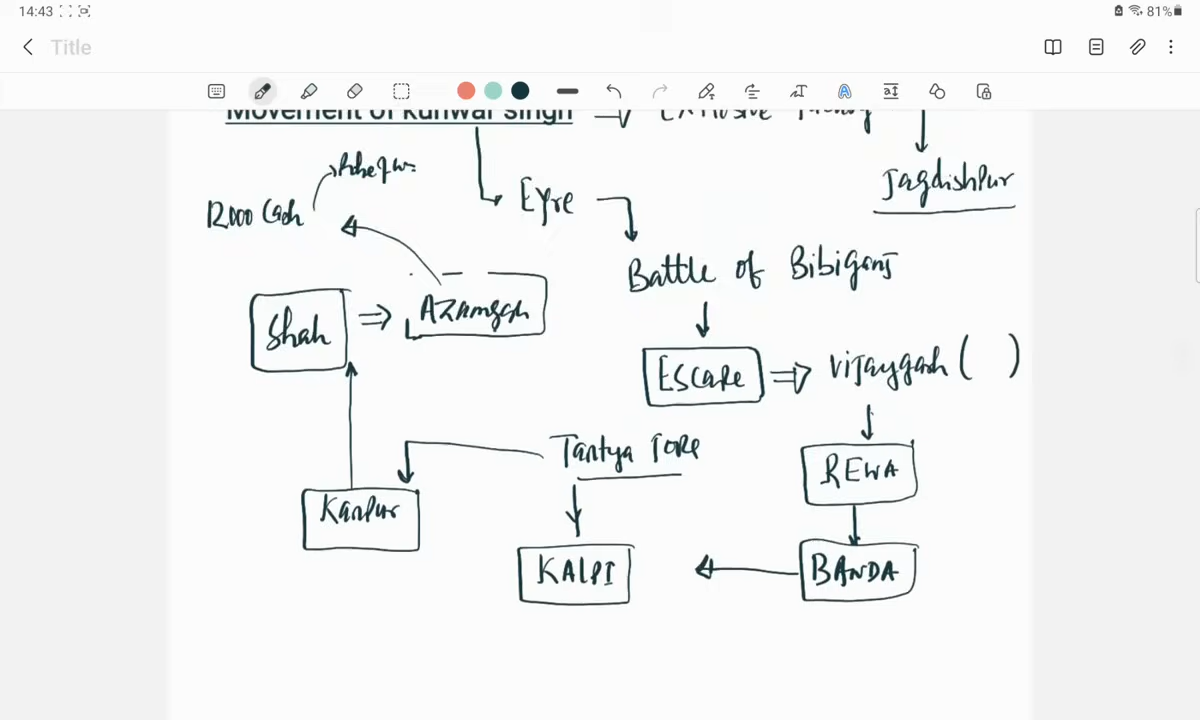 14:43
81%
Title
Movement of Kunwar Singh ⇒
Jagdishpur
12000 Cash
Eyre
Battle of Bibiganj
Shah ⇒ Azamgah
Escape ⇒ Vijaygarh ( )
Tantya Tope
REWA
Kanpur
KALPI
BANDA